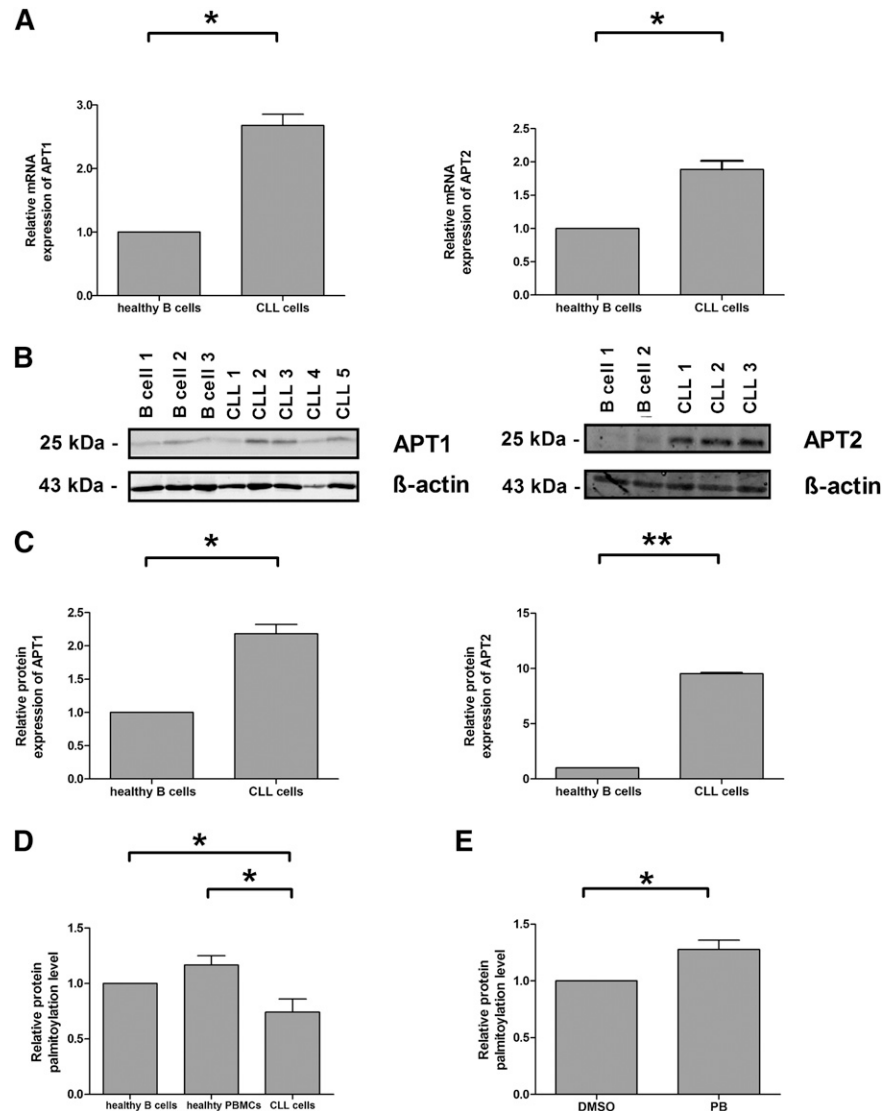 A
*
*
Relative mRNA
expression of APT1
3.0
2.0
1.0
0.0
healthy B cells
CLL cells
Relative mRNA
expression of APT2
2.5
2.0
1.5
1.0
0.5
0.0
healthy B cells
CLL cells
B
B cell 1
B cell 2
B cell 3
CLL 1
CLL 2
CLL 3
CLL 4
CLL 5
25 kDa -
APT1
43 kDa -
ß-actin
B cell 1
B cell 2
CLL 1
CLL 2
CLL 3
25 kDa -
APT2
43 kDa -
ß-actin
C
*
**
Relative protein
expression of APT1
2.5
2.0
1.5
1.0
0.5
0.0
healthy B cells
CLL cells
Relative protein
expression of APT2
15
10
5
0
healthy B cells
CLL cells
D
*
*
Relative protein
palmitoylation level
1.5
1.0
0.5
0.0
healthy B cells
healhty PBMCs
CLL cells
E
*
Relative protein
palmitoylation level
1.5
1.0
0.5
0.0
DMSO
PB